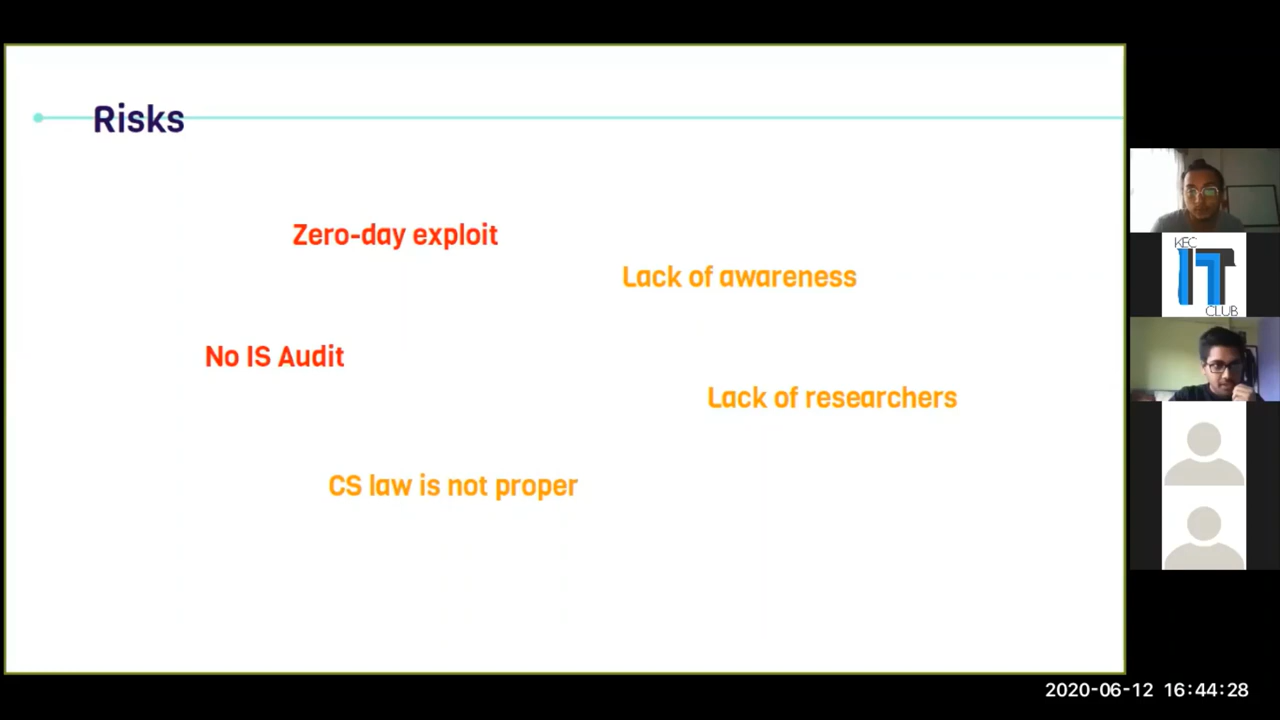 Risks
Zero-day exploit
Lack of awareness
No IS Audit
Lack of researchers
CS law is not proper
KEC
IT
CLUB
2020-06-12 16:44:28